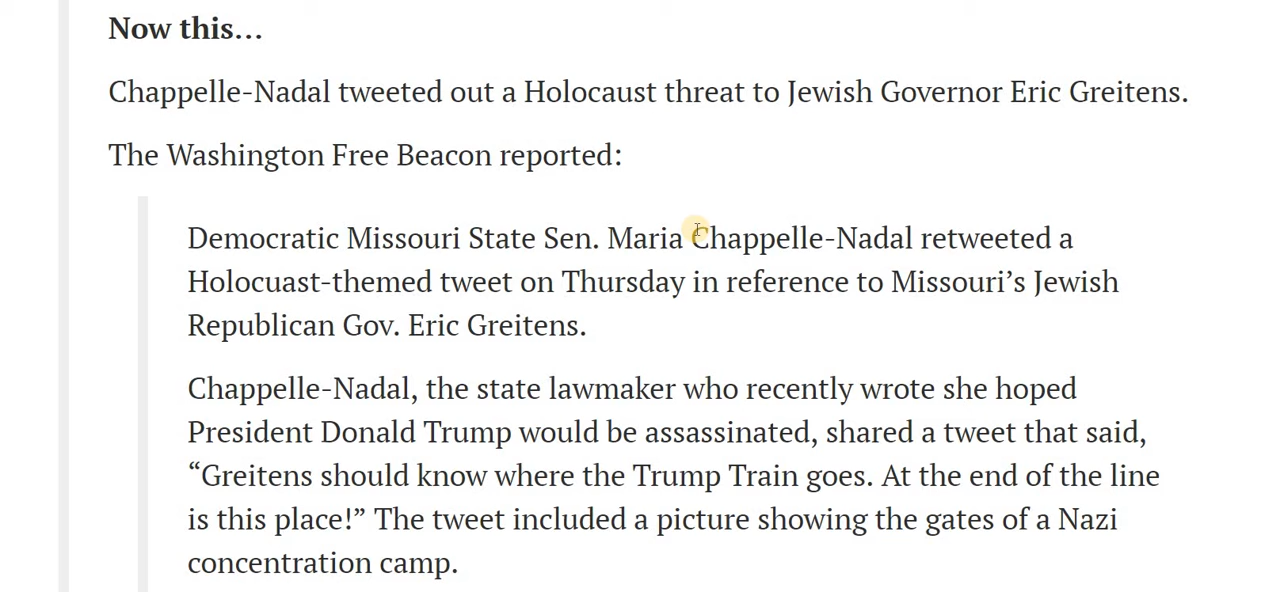 Now this…
Chappelle-Nadal tweeted out a Holocaust threat to Jewish Governor Eric Greitens.
The Washington Free Beacon reported:
Democratic Missouri State Sen. Maria Chappelle-Nadal retweeted a
Holocuast-themed tweet on Thursday in reference to Missouri’s Jewish
Republican Gov. Eric Greitens.
Chappelle-Nadal, the state lawmaker who recently wrote she hoped
President Donald Trump would be assassinated, shared a tweet that said,
“Greitens should know where the Trump Train goes. At the end of the line
is this place!” The tweet included a picture showing the gates of a Nazi
concentration camp.